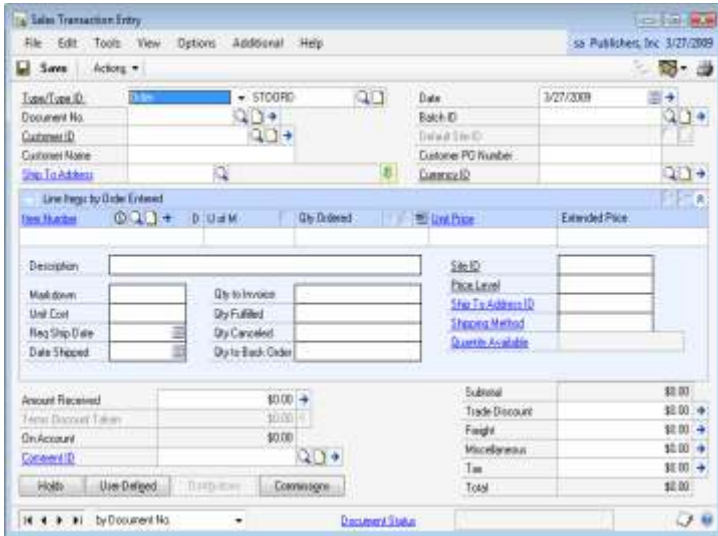 Sales Transaction Entry
File Edit Tools View Options Additional Help sa Publishers, Inc 3/27/2009
Save Actions
Type/Type ID: Order STDORD Date 3/27/2009
Document No. Batch ID
Customer ID Default Site ID
Customer Name Customer PO Number
Ship To Address Currency ID
Line Items by Order Entered
Item Number D U of M Qty Ordered Unit Price Extended Price
Description Site ID
Markdown Qty to Invoice Price Level
Unit Cost Qty Fulfilled Ship To Address ID
Req Ship Date Qty Canceled Shipping Method
Date Shipped Qty to Back Order Quantity Available
Amount Received $0.00 Subtotal $0.00
Terms Discount Taken $0.00 Trade Discount $0.00
On Account $0.00 Freight $0.00
Comment ID Miscellaneous $0.00
Holds User-Defined Distributions Commissions Tax $0.00
Total $0.00
by Document No. Document Status